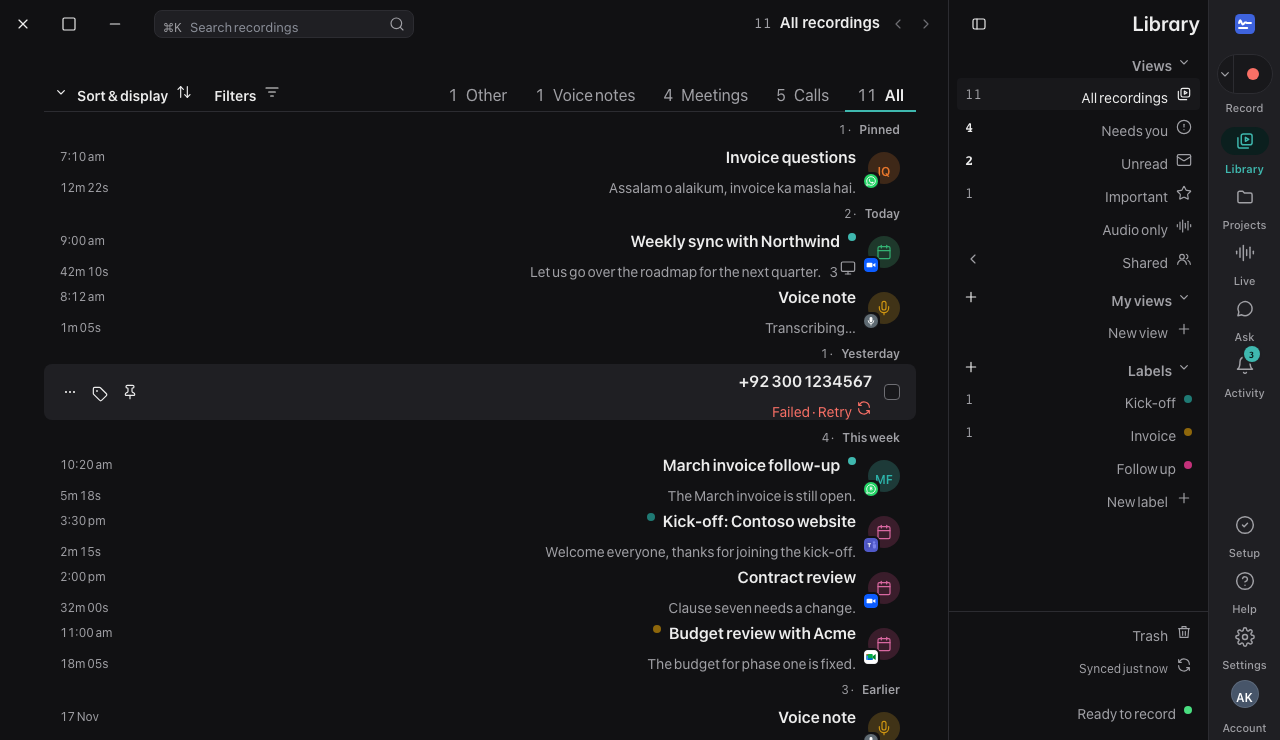 ⌘K Search recordings
11 All recordings
Library
Sort & display
Filters
1 Other
1 Voice notes
4 Meetings
5 Calls
11 All
1 · Pinned
7:10 am
Invoice questions
IQ
12m 22s
Assalam o alaikum, invoice ka masla hai.
2 · Today
9:00 am
Weekly sync with Northwind
42m 10s
Let us go over the roadmap for the next quarter. 3
8:12 am
Voice note
1m 05s
Transcribing...
1 · Yesterday
+92 300 1234567
Failed · Retry
4 · This week
10:20 am
March invoice follow-up
MF
5m 18s
The March invoice is still open.
3:30 pm
Kick-off: Contoso website
2m 15s
Welcome everyone, thanks for joining the kick-off.
2:00 pm
Contract review
32m 00s
Clause seven needs a change.
11:00 am
Budget review with Acme
18m 05s
The budget for phase one is fixed.
3 · Earlier
17 Nov
Voice note
Views
11 All recordings
4 Needs you
2 Unread
1 Important
Audio only
Shared
My views
New view
Labels
1 Kick-off
1 Invoice
Follow up
New label
Trash
Synced just now
Ready to record
Record
Library
Projects
Live
Ask
3
Activity
Setup
Help
Settings
AK
Account